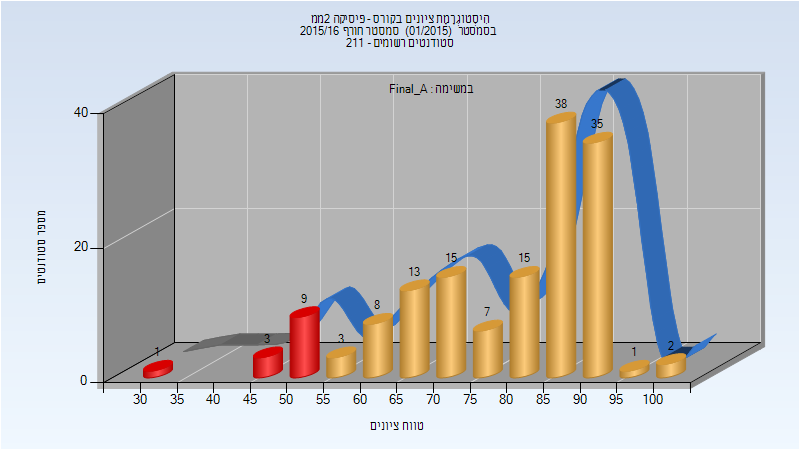 היסטוגרמת ציונים בקורס - פיסיקה 2ממ
בסמסטר (01/2015) סמסטר חורף 2015/16
סטודנטים רשומים - 211
במשימה : Final_A
מספר סטודנטים
40
20
0
1
3
9
3
8
13
15
7
15
38
35
1
2
30 35 40 45 50 55 60 65 70 75 80 85 90 95 100
טווח ציונים